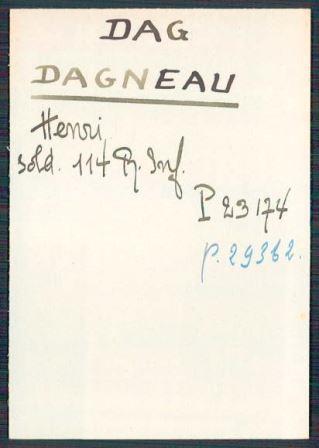 DAG
DAGNEAU
Henri
sold. 114 R. Inf.
P 23174
P. 29362.